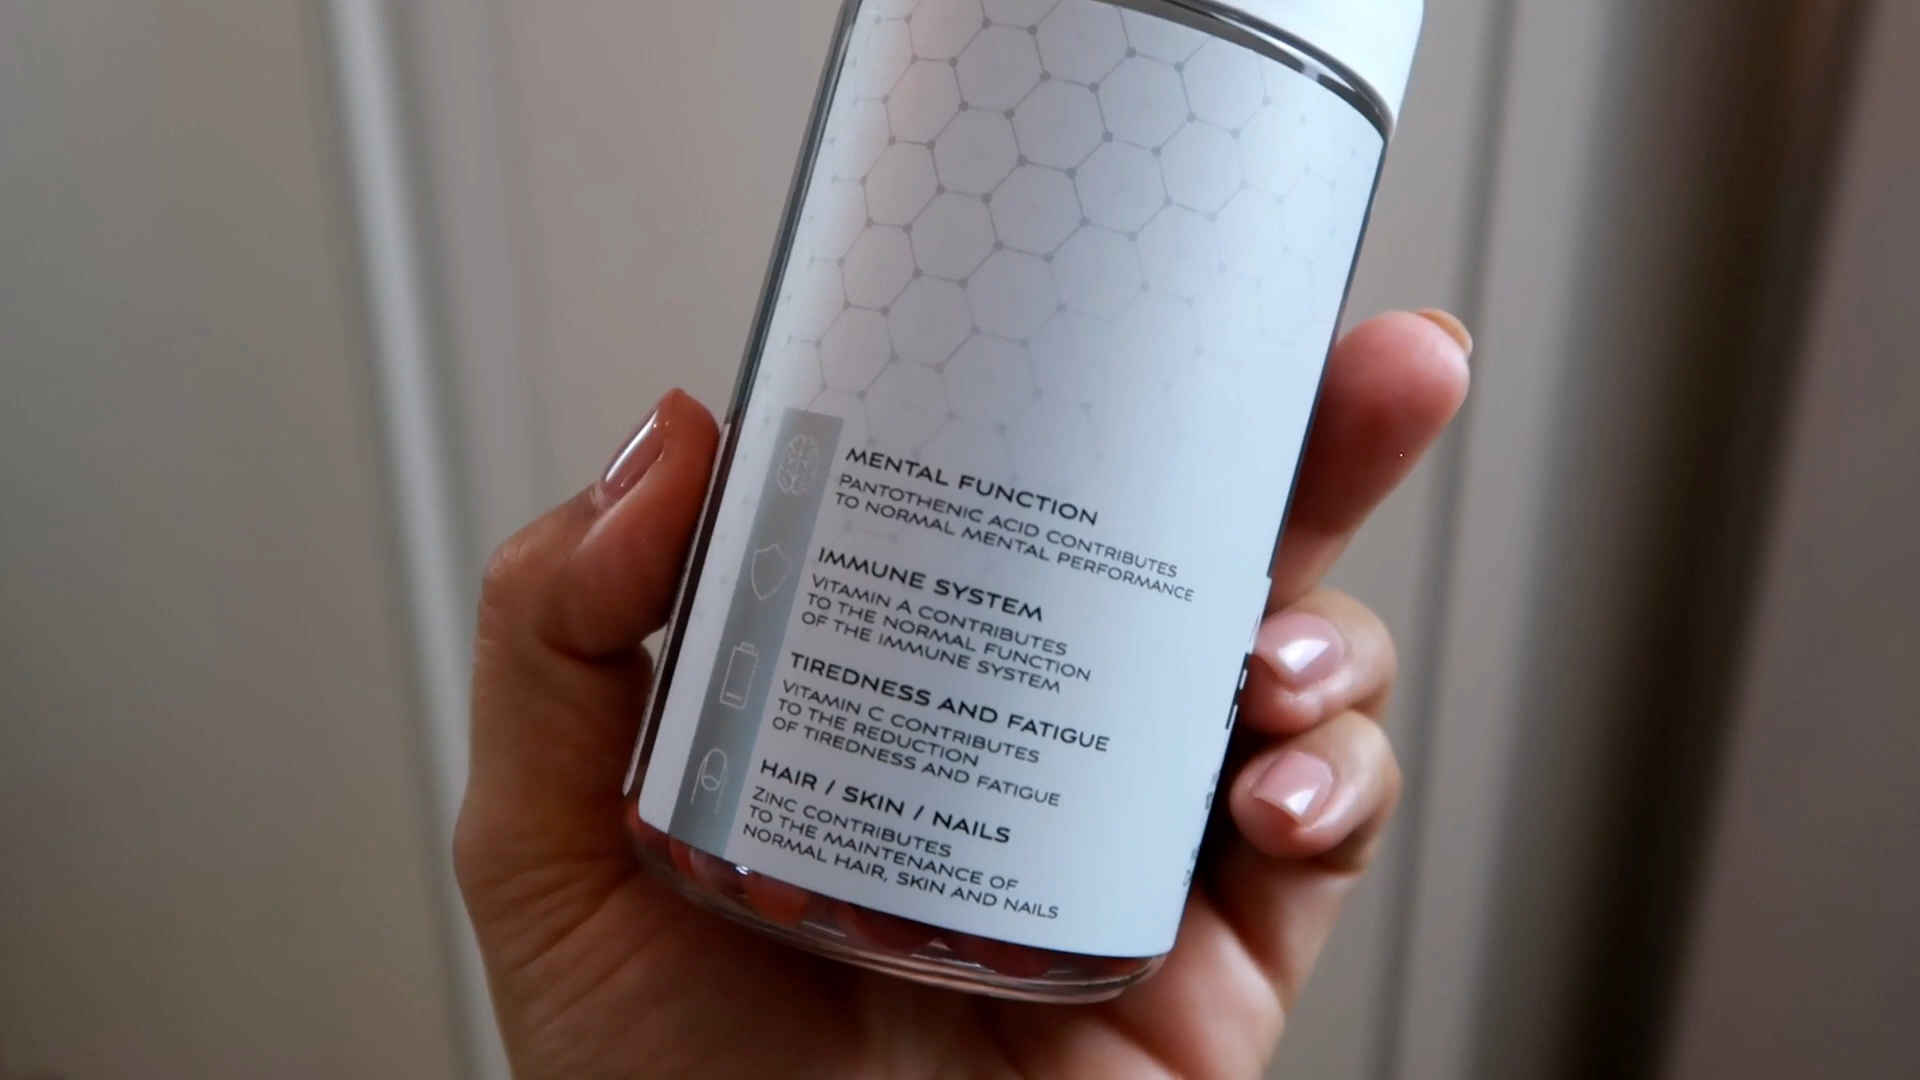 MENTAL FUNCTION
PANTOTHENIC ACID CONTRIBUTES
TO NORMAL MENTAL PERFORMANCE
IMMUNE SYSTEM
VITAMIN A CONTRIBUTES
TO THE NORMAL FUNCTION
OF THE IMMUNE SYSTEM
TIREDNESS AND FATIGUE
VITAMIN C CONTRIBUTES
TO THE REDUCTION
OF TIREDNESS AND FATIGUE
HAIR / SKIN / NAILS
ZINC CONTRIBUTES
TO THE MAINTENANCE OF
NORMAL HAIR, SKIN AND NAILS